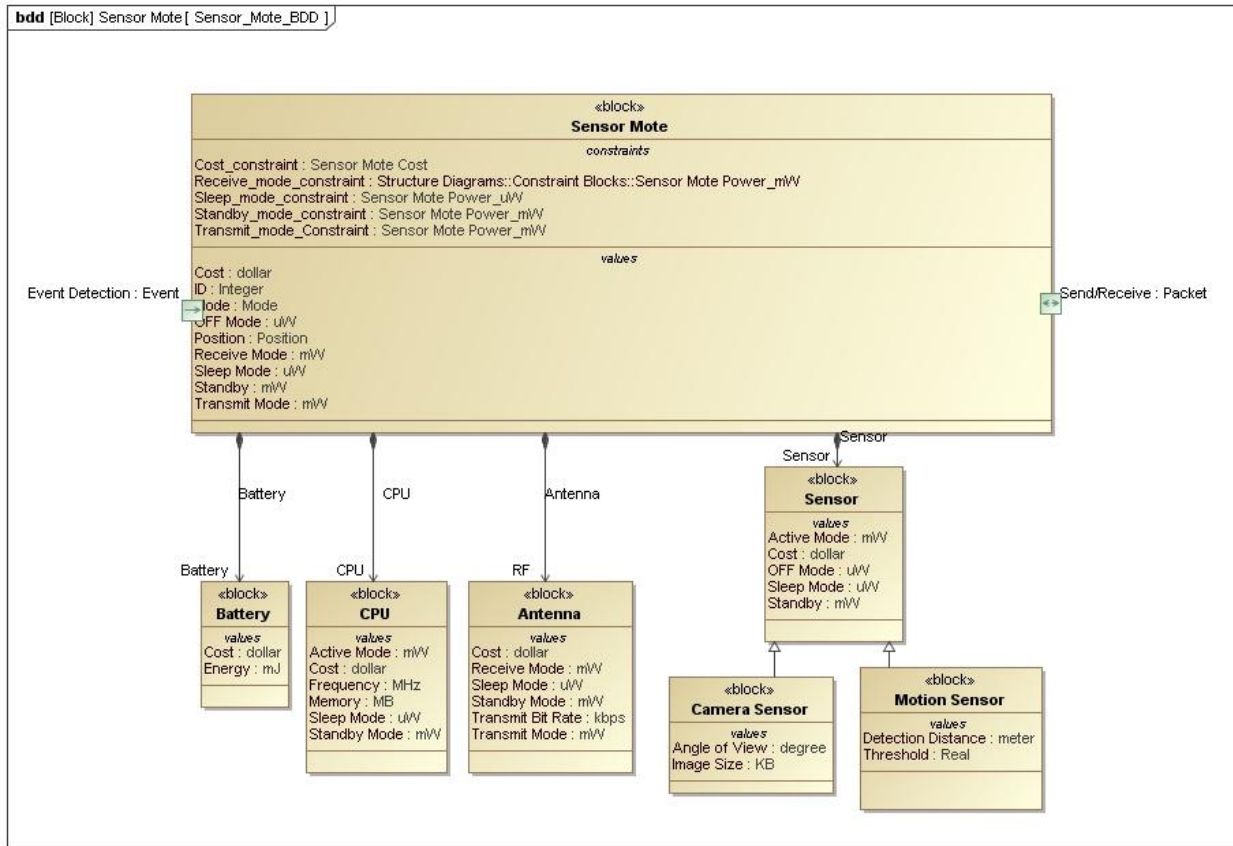 bdd [Block] Sensor Mote [ Sensor_Mote_BDD ]
«block»
Sensor Mote
constraints
Cost_constraint : Sensor Mote Cost
Receive_mode_constraint : Structure Diagrams::Constraint Blocks::Sensor Mote Power_mW
Sleep_mode_constraint : Sensor Mote Power_uW
Standby_mode_constraint : Sensor Mote Power_mW
Transmit_mode_Constraint : Sensor Mote Power_mW
values
Cost : dollar
ID : Integer
Mode : Mode
OFF Mode : uW
Position : Position
Receive Mode : mW
Sleep Mode : uW
Standby : mW
Transmit Mode : mW
Event Detection : Event
Send/Receive : Packet
Battery
Battery
CPU
CPU
Antenna
RF
Sensor
Sensor
«block»
Battery
values
Cost : dollar
Energy : mJ
«block»
CPU
values
Active Mode : mW
Cost : dollar
Frequency : MHz
Memory : MB
Sleep Mode : uW
Standby Mode : mW
«block»
Antenna
values
Cost : dollar
Receive Mode : mW
Sleep Mode : uW
Standby Mode : mW
Transmit Bit Rate : kbps
Transmit Mode : mW
«block»
Sensor
values
Active Mode : mW
Cost : dollar
OFF Mode : uW
Sleep Mode : uW
Standby : mW
«block»
Camera Sensor
values
Angle of View : degree
Image Size : KB
«block»
Motion Sensor
values
Detection Distance : meter
Threshold : Real